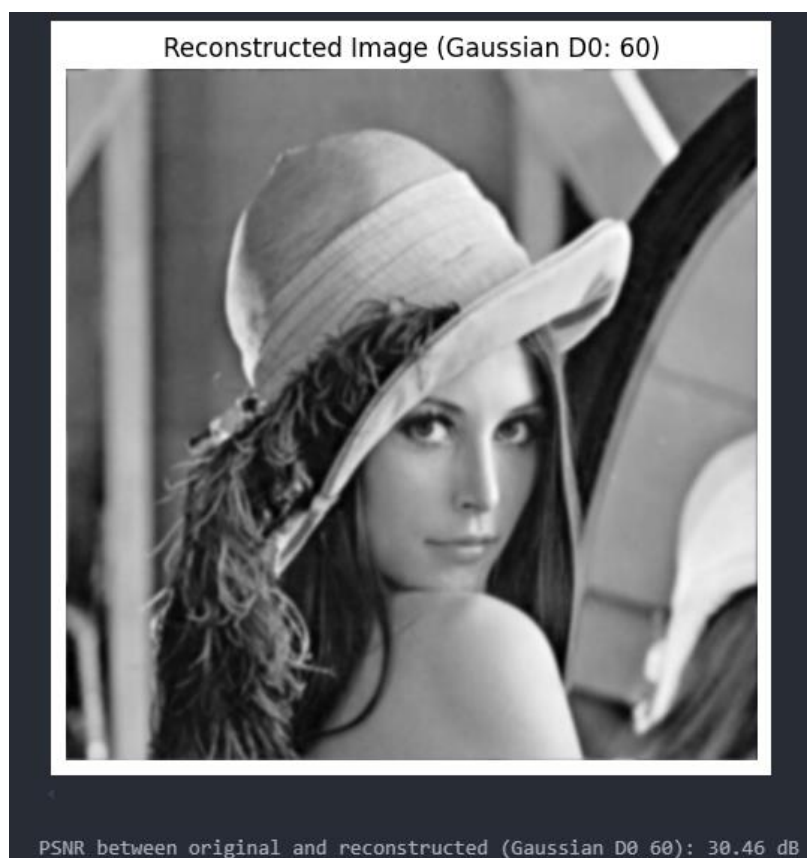 Reconstructed Image (Gaussian D0: 60)
PSNR between original and reconstructed (Gaussian D0 60): 30.46 dB